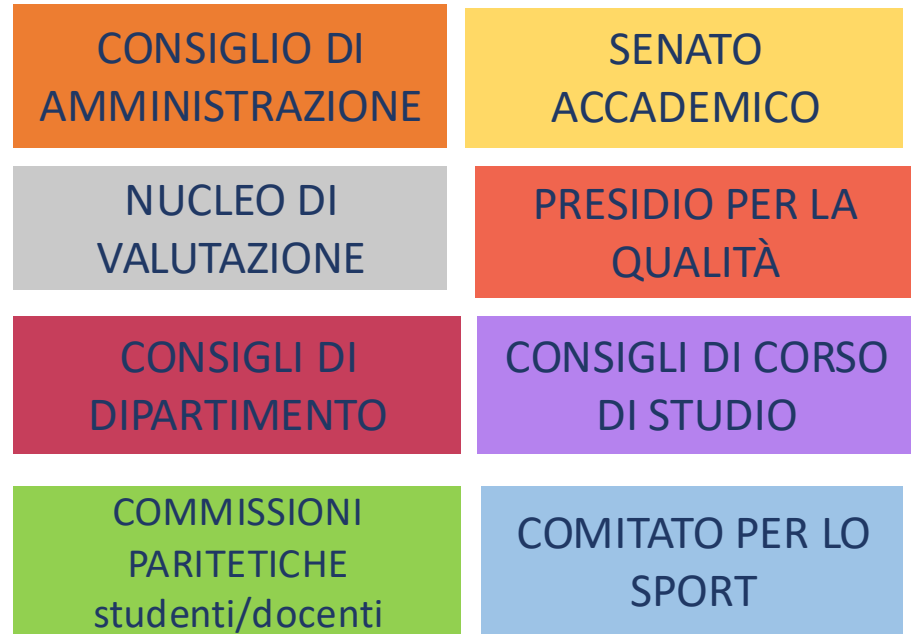 CONSIGLIO DI
AMMINISTRAZIONE
SENATO
ACCADEMICO
NUCLEO DI
VALUTAZIONE
PRESIDIO PER LA
QUALITÀ
CONSIGLI DI
DIPARTIMENTO
CONSIGLI DI CORSO
DI STUDIO
COMMISSIONI
PARITETICHE
studenti/docenti
COMITATO PER LO
SPORT